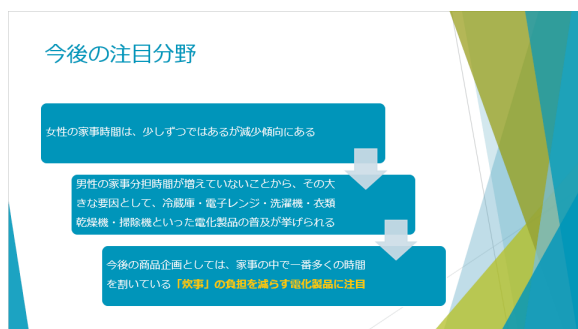 今後の注目分野
女性の家事時間は、少しずつではあるが減少傾向にある
男性の家事分担時間が増えていないことから、その大
きな要因として、冷蔵庫・電子レンジ・洗濯機・衣類
乾燥機・掃除機といった電化製品の普及が挙げられる
今後の商品企画としては、家事の中で一番多くの時間
を割いている「炊事」の負担を減らす電化製品に注目